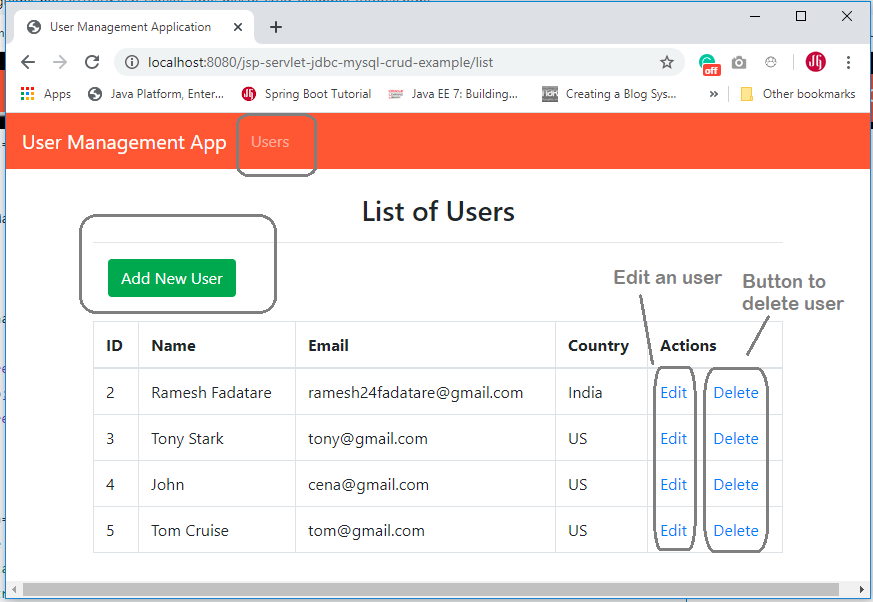 User Management Application
localhost:8080/jsp-servlet-jdbc-mysql-crud-example/list
off
Apps Java Platform, Enter... Spring Boot Tutorial Java EE 7: Building... Creating a Blog Sys... » Other bookmarks
User Management App Users
List of Users
Add New User
Edit an user
Button to
delete user
ID Name Email Country Actions
2 Ramesh Fadatare ramesh24fadatare@gmail.com India Edit Delete
3 Tony Stark tony@gmail.com US Edit Delete
4 John cena@gmail.com US Edit Delete
5 Tom Cruise tom@gmail.com US Edit Delete